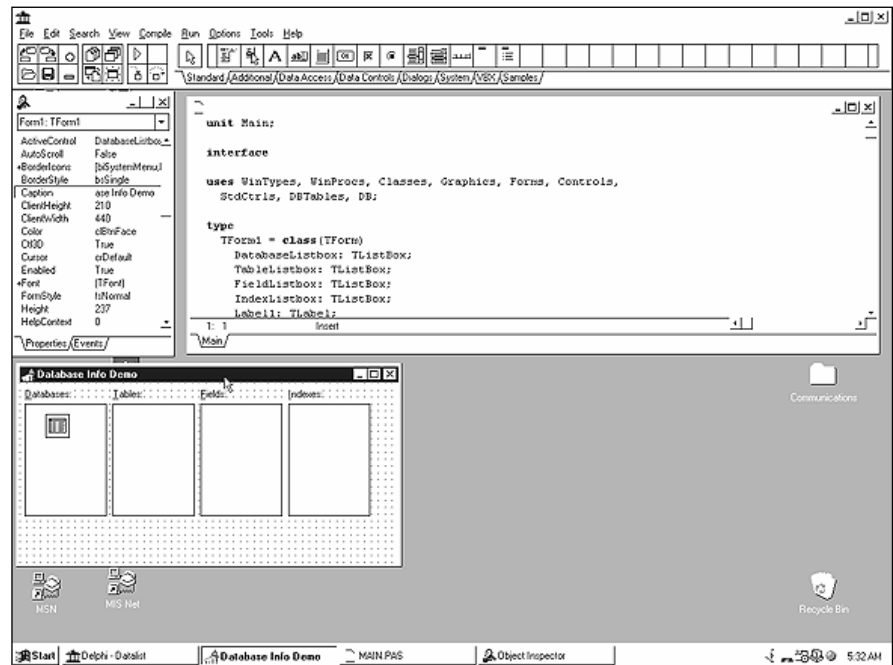 File Edit Search View Compile Run Options Tools Help
Standard Additional Data Access Data Controls Dialogs System VBX Samples
Form1: TForm1
ActiveControl DatabaseListbox
AutoScroll False
+BorderIcons [biSystemMenu,l
BorderStyle bsSingle
Caption ase Info Demo
ClientHeight 210
ClientWidth 440
Color clBtnFace
Ctl3D True
Cursor crDefault
Enabled True
+Font (TFont)
FormStyle fsNormal
Height 237
HelpContext 0
Properties Events
unit Main;
interface
uses WinTypes, WinProcs, Classes, Graphics, Forms, Controls,
StdCtrls, DBTables, DB;
type
TForm1 = class(TForm)
DatabaseListbox: TListBox;
TableListbox: TListBox;
FieldListbox: TListBox;
IndexListbox: TListBox;
Label1: TLabel;
1: 1 Insert
Main
Database Info Demo
Databases: Tables: Fields: Indexes:
Communications
MSN
MIS Net
Recycle Bin
Start Delphi - Datalist Database Info Demo MAIN.PAS Object Inspector 5:32 AM